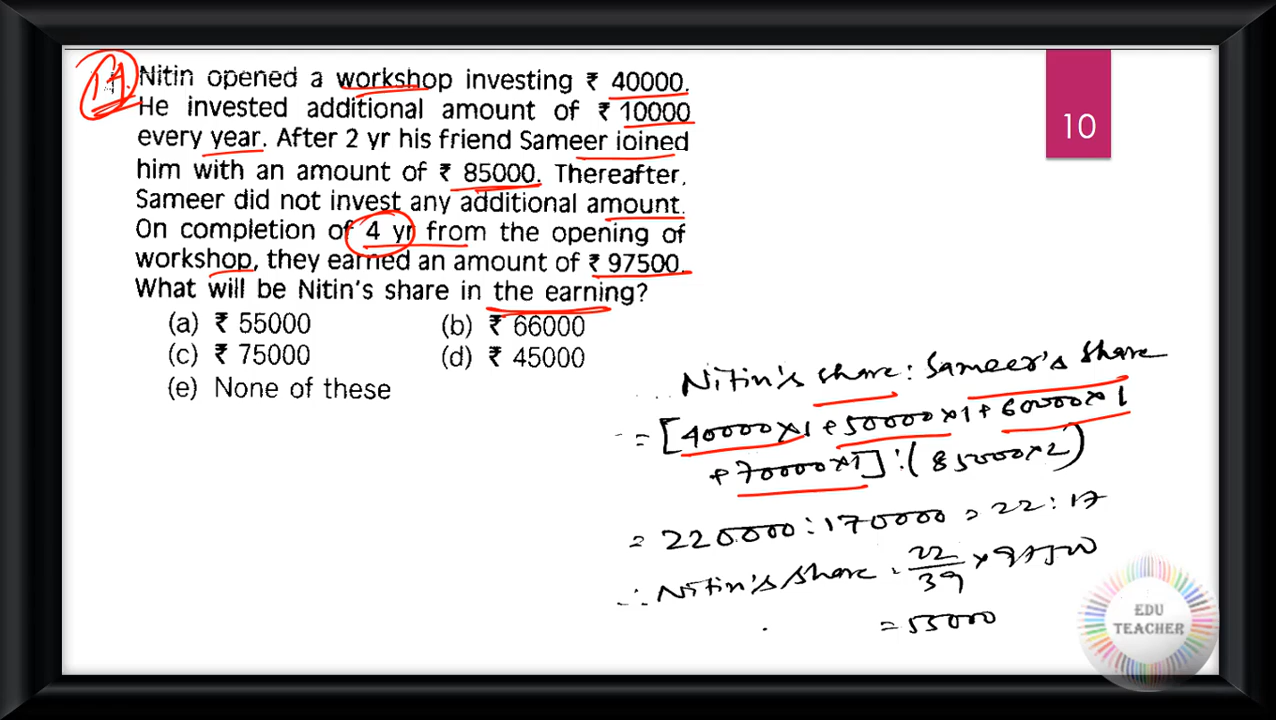 14. Nitin opened a workshop investing ₹ 40000.
He invested additional amount of ₹ 10000
every year. After 2 yr his friend Sameer joined
him with an amount of ₹ 85000. Thereafter,
Sameer did not invest any additional amount.
On completion of 4 yr from the opening of
workshop, they earned an amount of ₹ 97500.
What will be Nitin's share in the earning?
(a) ₹ 55000 (b) ₹ 66000
(c) ₹ 75000 (d) ₹ 45000
(e) None of these
10
Nitin's share : Sameer's share
= [40000×1 + 50000×1 + 60000×1
+ 70000×1] : (85000×2)
= 220000 : 170000 = 22 : 17
∴ Nitin's share = 22/39 × 97500
= 55000
EDU
TEACHER